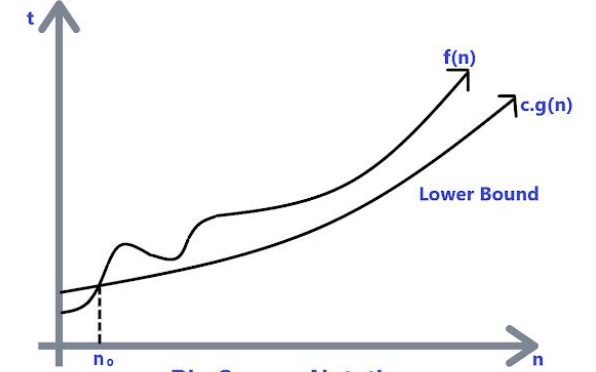 t
f(n)
c.g(n)
Lower Bound
n₀
n